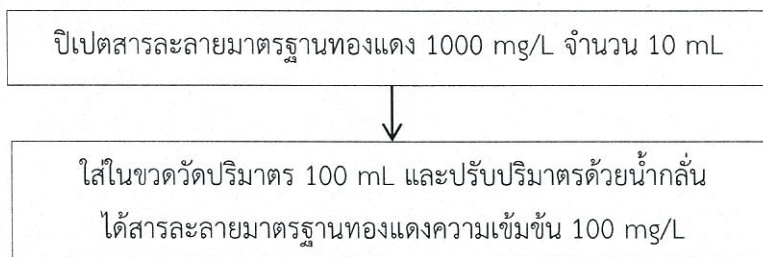 ปิเปตสารละลายมาตรฐานทองแดง 1000 mg/L จำนวน 10 mL
ใส่ในขวดวัดปริมาตร 100 mL และปรับปริมาตรด้วยน้ำกลั่น
ได้สารละลายมาตรฐานทองแดงความเข้มข้น 100 mg/L